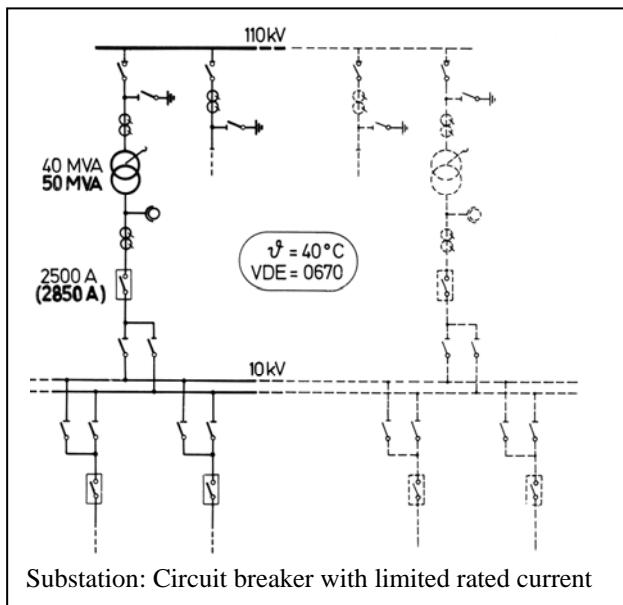 110kV
40 MVA
50 MVA
ϑ = 40°C
VDE = 0670
2500 A
(2850 A)
10kV
Substation: Circuit breaker with limited rated current